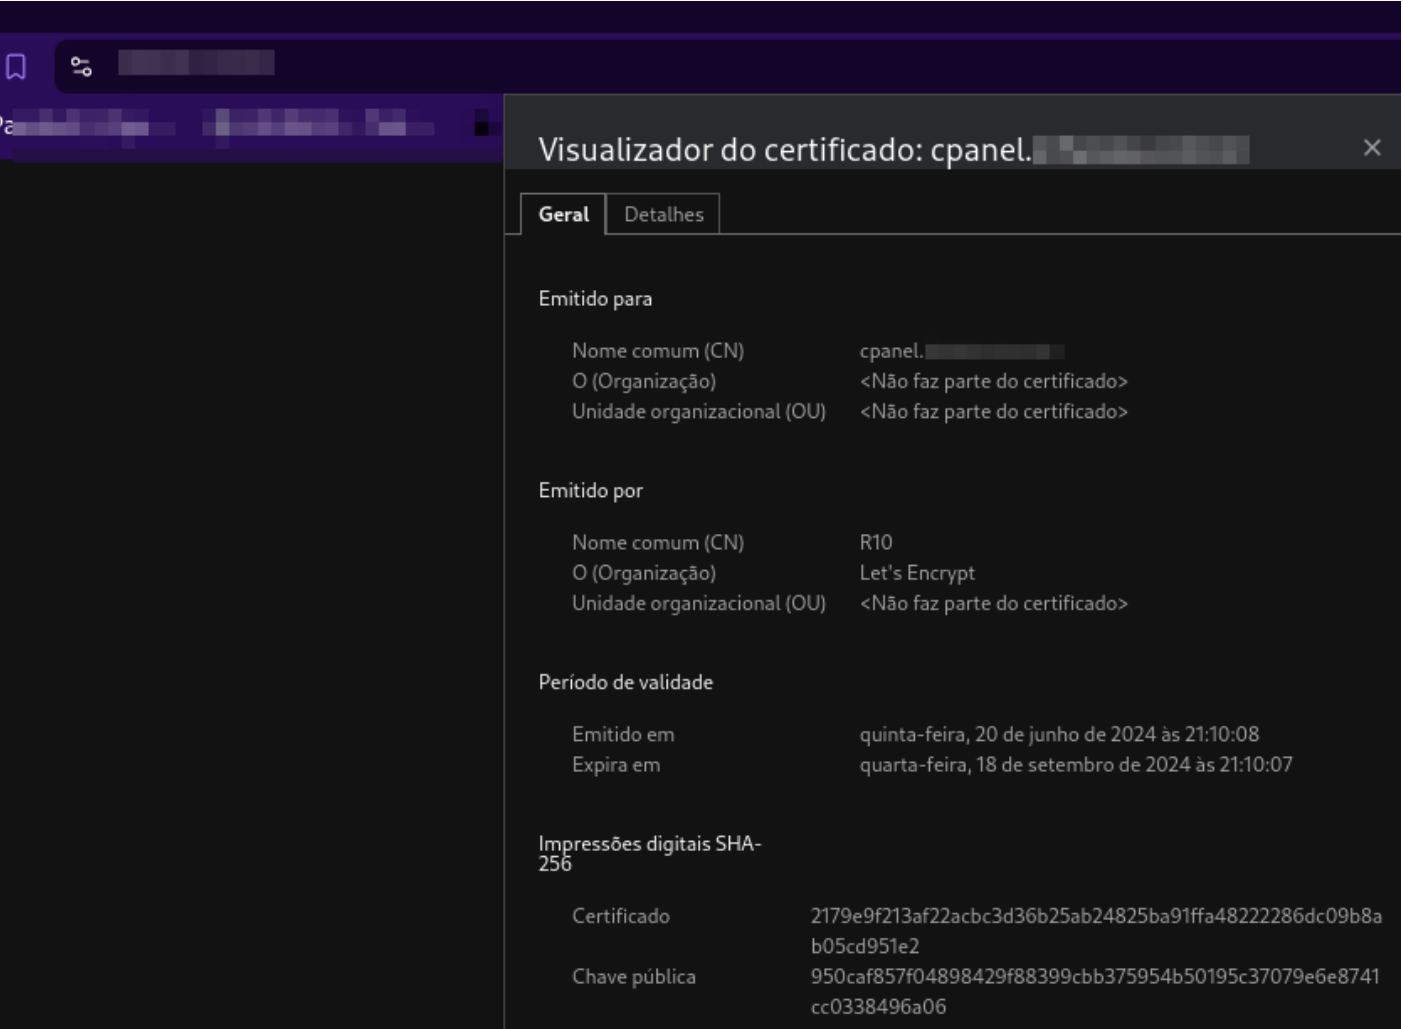 Pa
Visualizador do certificado: cpanel.
Geral
Detalhes
Emitido para
Nome comum (CN) cpanel.
O (Organização) <Não faz parte do certificado>
Unidade organizacional (OU) <Não faz parte do certificado>
Emitido por
Nome comum (CN) R10
O (Organização) Let's Encrypt
Unidade organizacional (OU) <Não faz parte do certificado>
Período de validade
Emitido em quinta-feira, 20 de junho de 2024 às 21:10:08
Expira em quarta-feira, 18 de setembro de 2024 às 21:10:07
Impressões digitais SHA-
256
Certificado 2179e9f213af22acbc3d36b25ab24825ba91ffa48222286dc09b8a
b05cd951e2
Chave pública 950caf857f04898429f88399cbb375954b50195c37079e6e8741
cc0338496a06